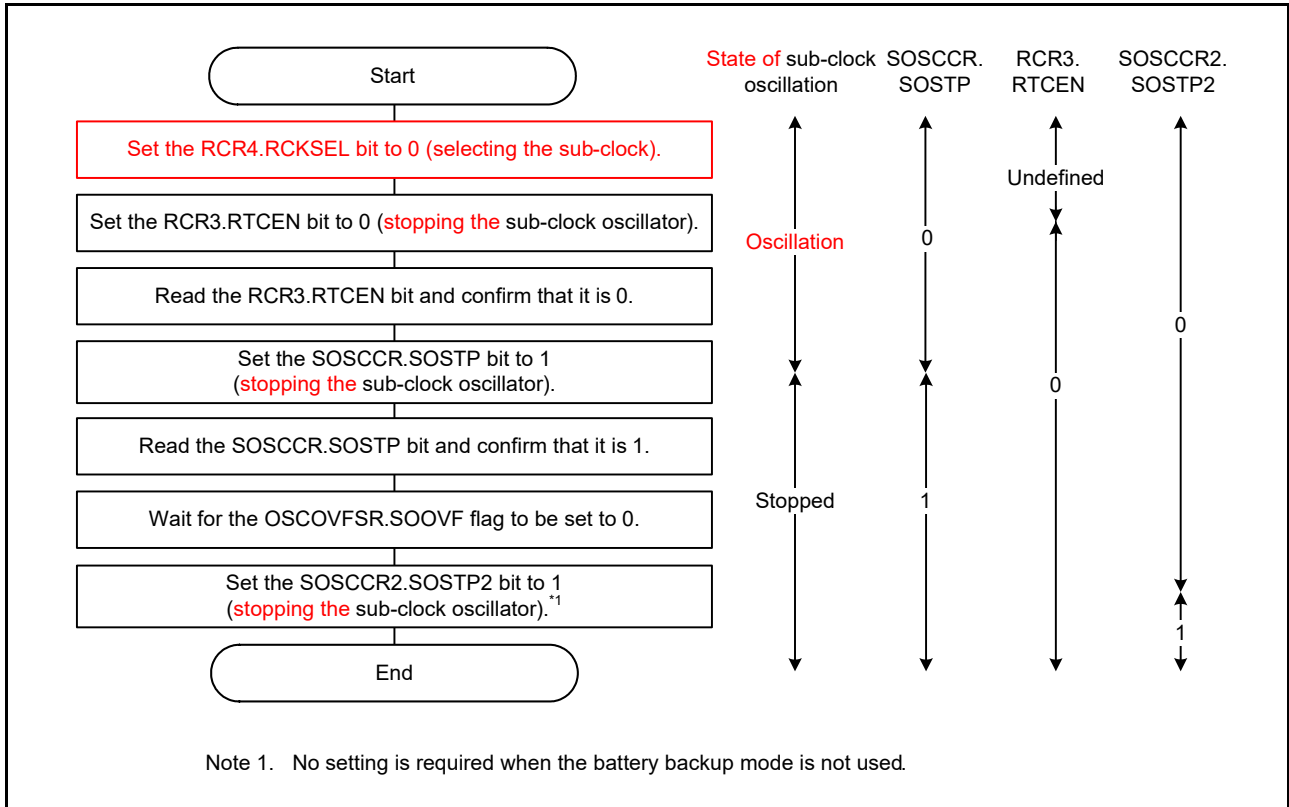 Start
Set the RCR4.RCKSEL bit to 0 (selecting the sub-clock).
Set the RCR3.RTCEN bit to 0 (stopping the sub-clock oscillator).
Read the RCR3.RTCEN bit and confirm that it is 0.
Set the SOSCCR.SOSTP bit to 1
(stopping the sub-clock oscillator).
Read the SOSCCR.SOSTP bit and confirm that it is 1.
Wait for the OSCOVFSR.SOOVF flag to be set to 0.
Set the SOSCCR2.SOSTP2 bit to 1
(stopping the sub-clock oscillator).*1
End
State of sub-clock
oscillation
Oscillation
Stopped
SOSCCR.
SOSTP
0
1
RCR3.
RTCEN
Undefined
0
SOSCCR2.
SOSTP2
0
1
Note 1. No setting is required when the battery backup mode is not used.